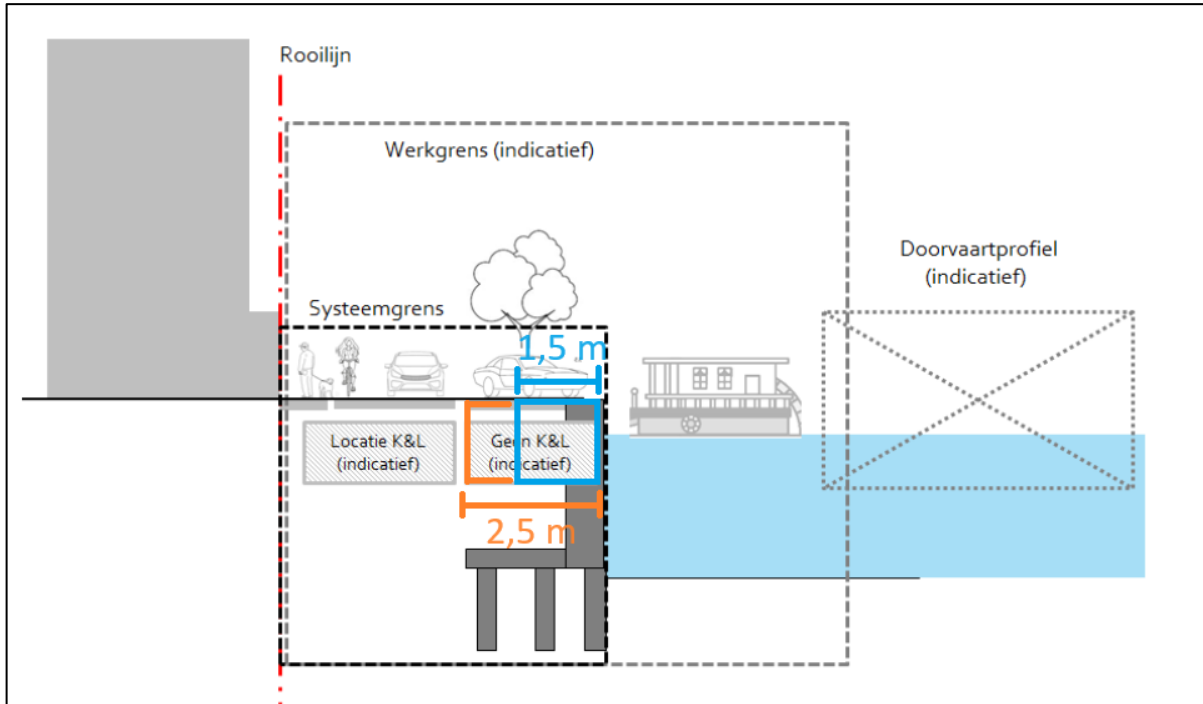 Rooilijn
Werkgrens (indicatief)
Doorvaartprofiel
(indicatief)
Systeemgrens
1,5 m
Locatie K&L
(indicatief)
Geen K&L
(indicatief)
2,5 m